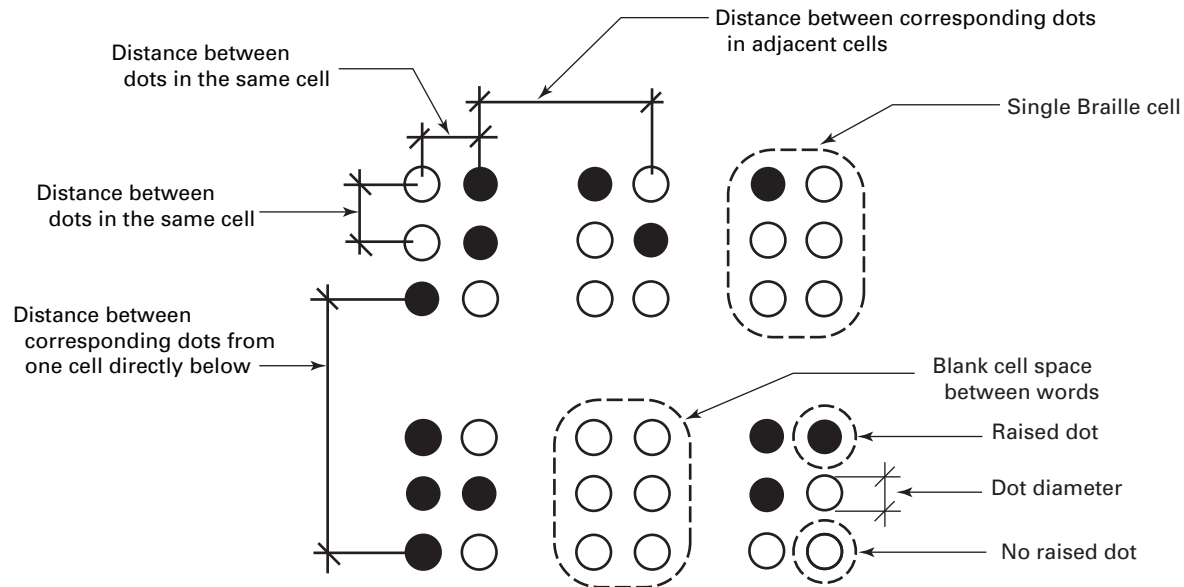 Distance between corresponding dots
in adjacent cells
Distance between
dots in the same cell
Single Braille cell
Distance between
dots in the same cell
Distance between
corresponding dots from
one cell directly below
Blank cell space
between words
Raised dot
Dot diameter
No raised dot